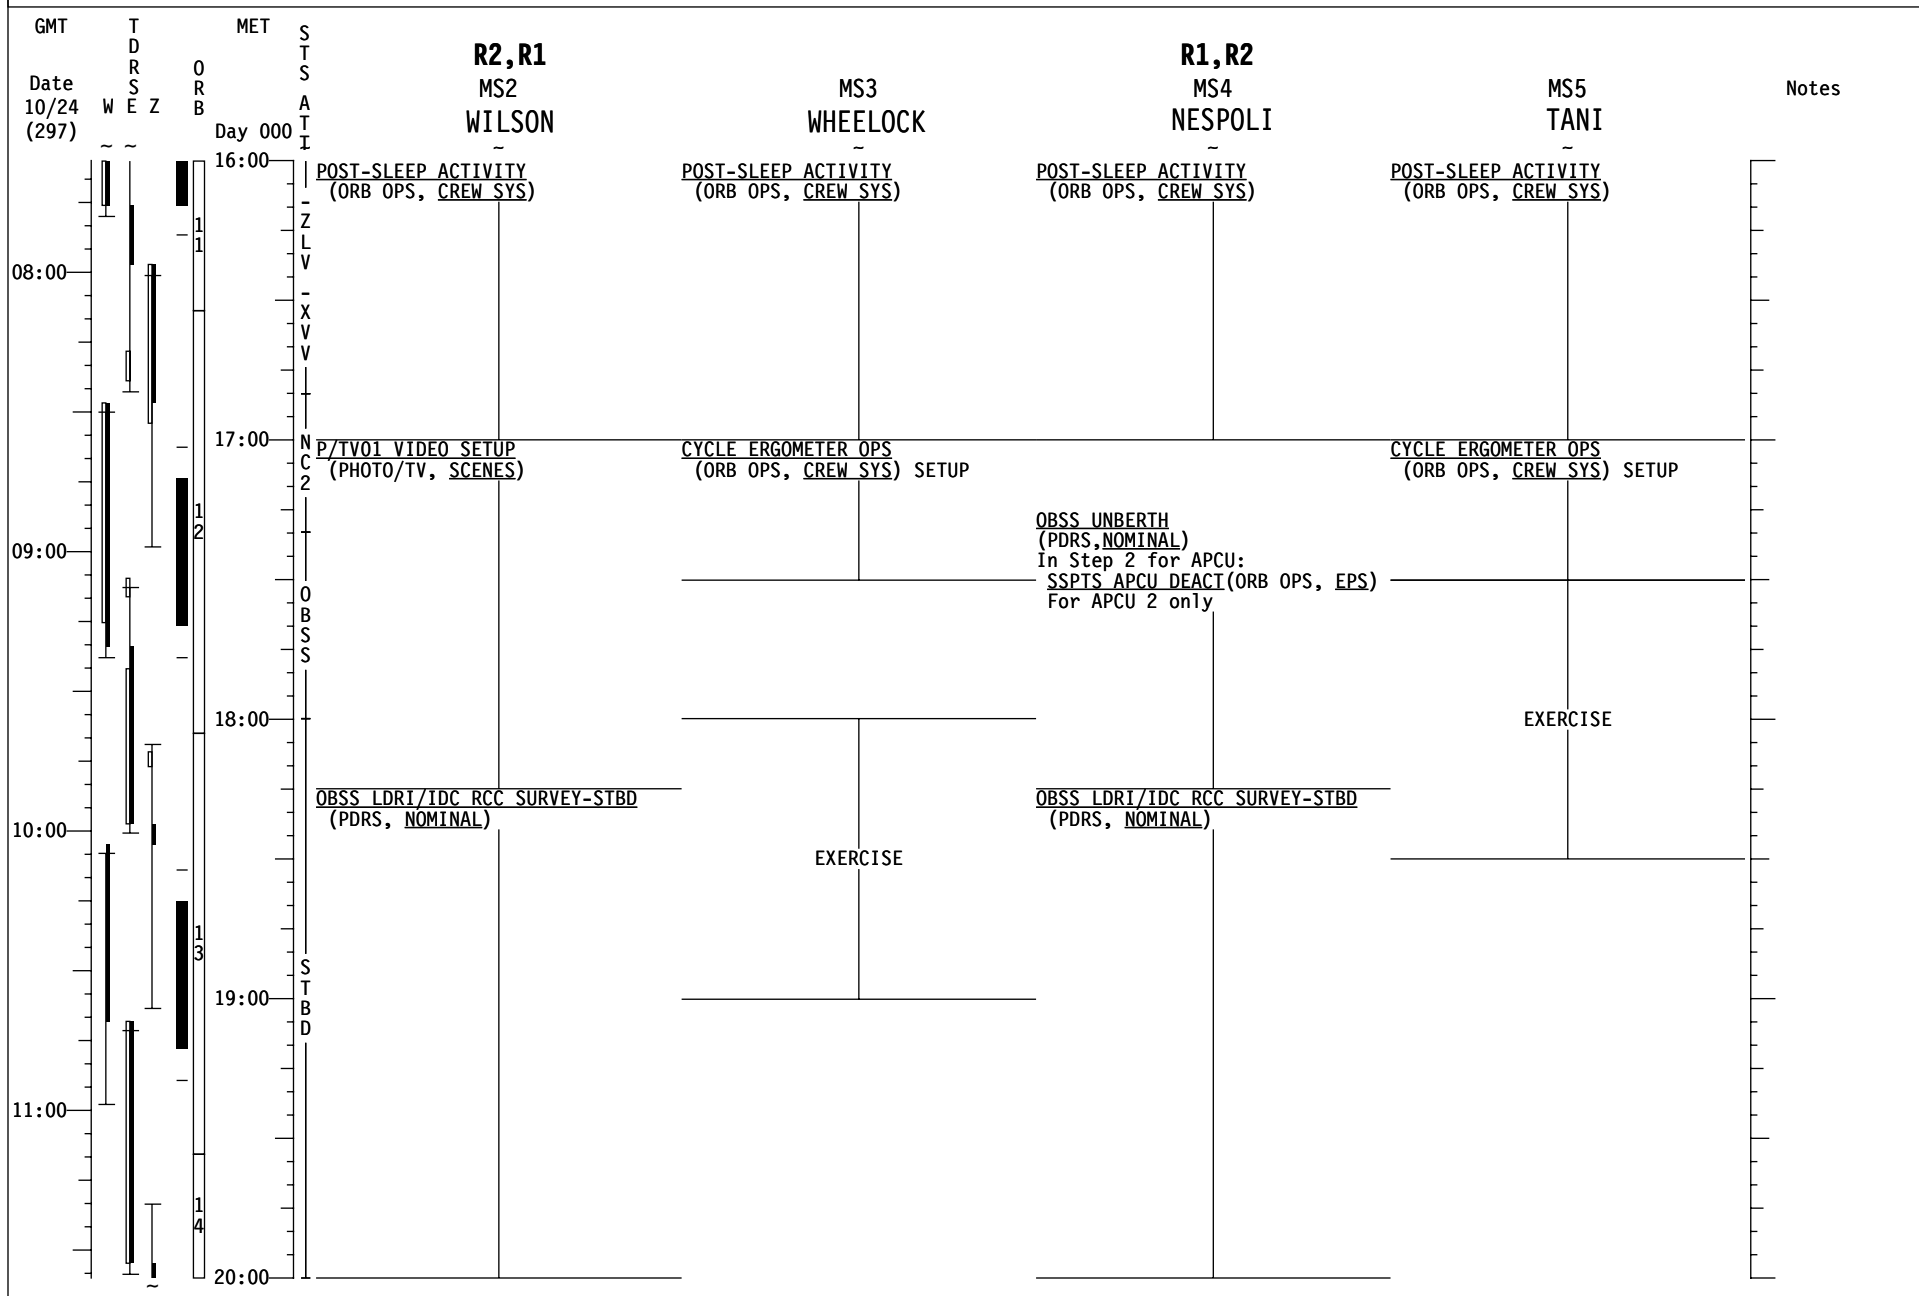 GMT
TDRS
MET
STS ATT
ORB
Date
10/24
(297)
W E Z
Day 000
R2,R1
MS2
WILSON
MS3
WHEELOCK
R1,R2
MS4
NESPOLI
MS5
TANI
Notes
~ ~ ~ ~ ~ ~
16:00
POST-SLEEP ACTIVITY
(ORB OPS, CREW SYS)
POST-SLEEP ACTIVITY
(ORB OPS, CREW SYS)
POST-SLEEP ACTIVITY
(ORB OPS, CREW SYS)
POST-SLEEP ACTIVITY
(ORB OPS, CREW SYS)
11
-ZLV -XVV
08:00
17:00
NC2
P/TV01 VIDEO SETUP
(PHOTO/TV, SCENES)
CYCLE ERGOMETER OPS
(ORB OPS, CREW SYS) SETUP
CYCLE ERGOMETER OPS
(ORB OPS, CREW SYS) SETUP
12
OBSS UNBERTH
(PDRS,NOMINAL)
In Step 2 for APCU:
SSPTS APCU DEACT(ORB OPS, EPS)
For APCU 2 only
09:00
OBSS
18:00
EXERCISE
OBSS LDRI/IDC RCC SURVEY-STBD
(PDRS, NOMINAL)
OBSS LDRI/IDC RCC SURVEY-STBD
(PDRS, NOMINAL)
10:00
EXERCISE
13
STBD
19:00
11:00
14
20:00
~